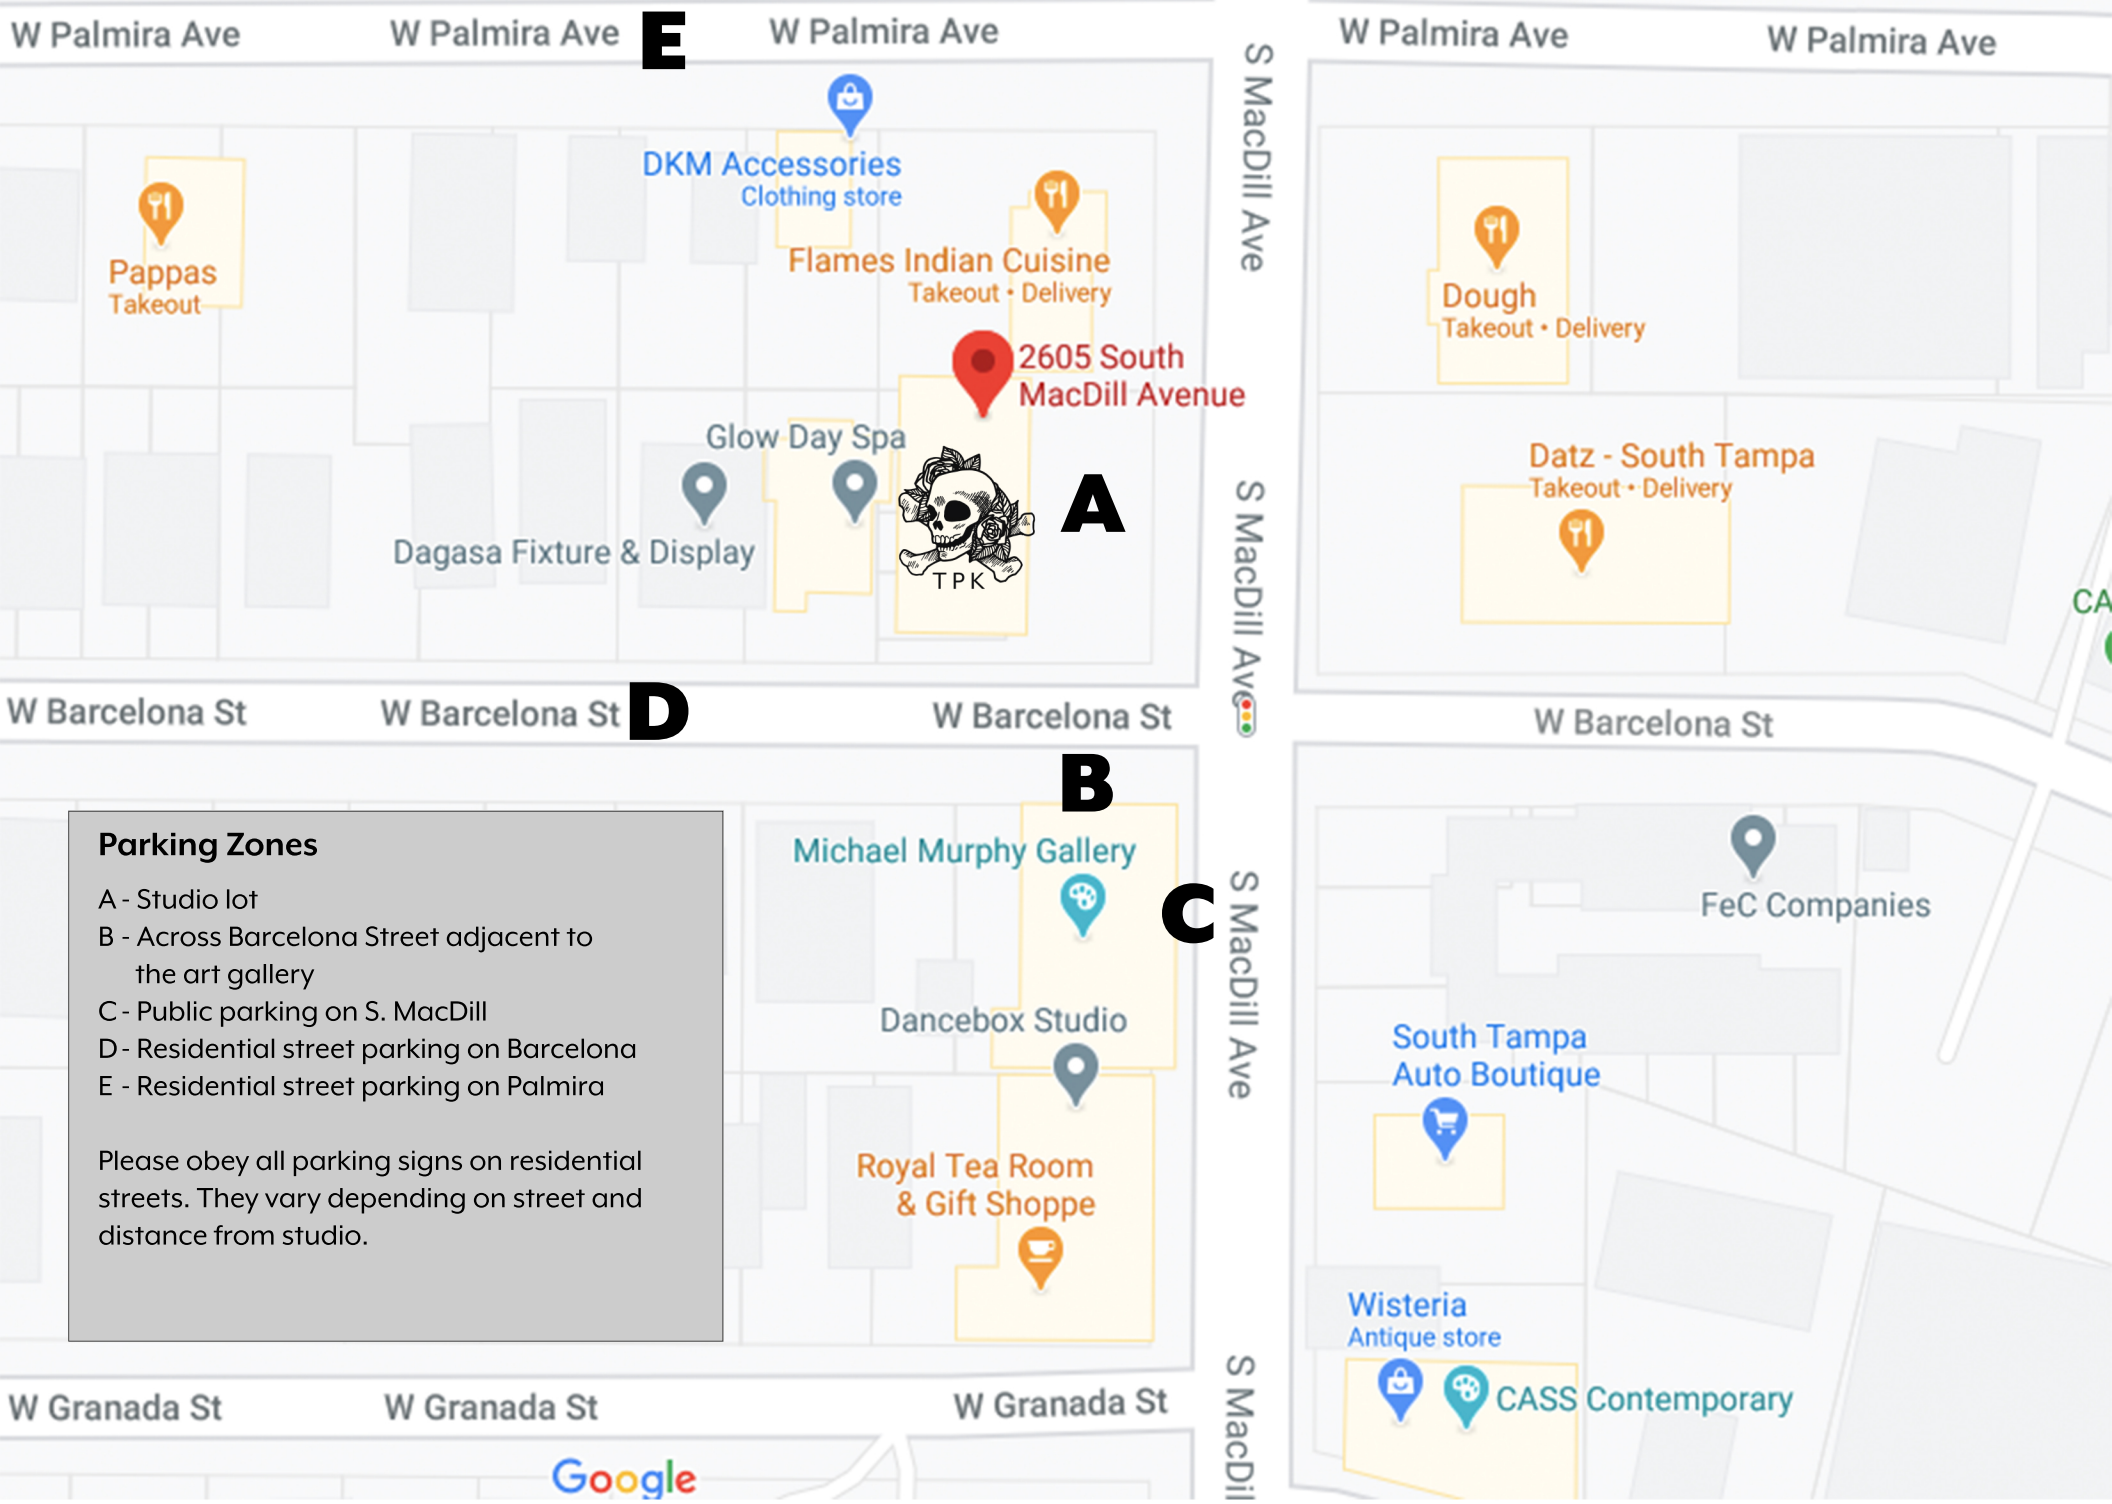 W Palmira Ave
W Palmira Ave
E
W Palmira Ave
W Palmira Ave
W Palmira Ave
S MacDill Ave
DKM Accessories
Clothing store
Pappas
Takeout
Flames Indian Cuisine
Takeout • Delivery
Dough
Takeout • Delivery
2605 South
MacDill Avenue
Glow Day Spa
Dagasa Fixture & Display
TPK
A
S MacDill Ave
Datz - South Tampa
Takeout • Delivery
CA
W Barcelona St
W Barcelona St
D
W Barcelona St
W Barcelona St
B
Michael Murphy Gallery
C
S MacDill Ave
FeC Companies
Dancebox Studio
South Tampa
Auto Boutique
Royal Tea Room
& Gift Shoppe
Parking Zones
A - Studio lot
B - Across Barcelona Street adjacent to
the art gallery
C - Public parking on S. MacDill
D - Residential street parking on Barcelona
E - Residential street parking on Palmira
Please obey all parking signs on residential
streets. They vary depending on street and
distance from studio.
Wisteria
Antique store
CASS Contemporary
W Granada St
W Granada St
W Granada St
S MacDil
Google